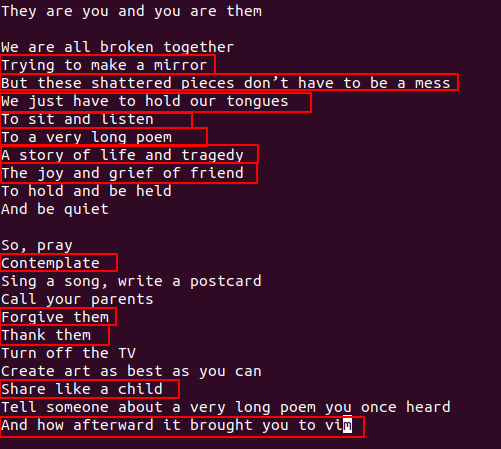 They are you and you are them
We are all broken together
Trying to make a mirror
But these shattered pieces don't have to be a mess
We just have to hold our tongues
To sit and listen
To a very long poem
A story of life and tragedy
The joy and grief of friend
To hold and be held
And be quiet
So, pray
Contemplate
Sing a song, write a postcard
Call your parents
Forgive them
Thank them
Turn off the TV
Create art as best as you can
Share like a child
Tell someone about a very long poem you once heard
And how afterward it brought you to vim